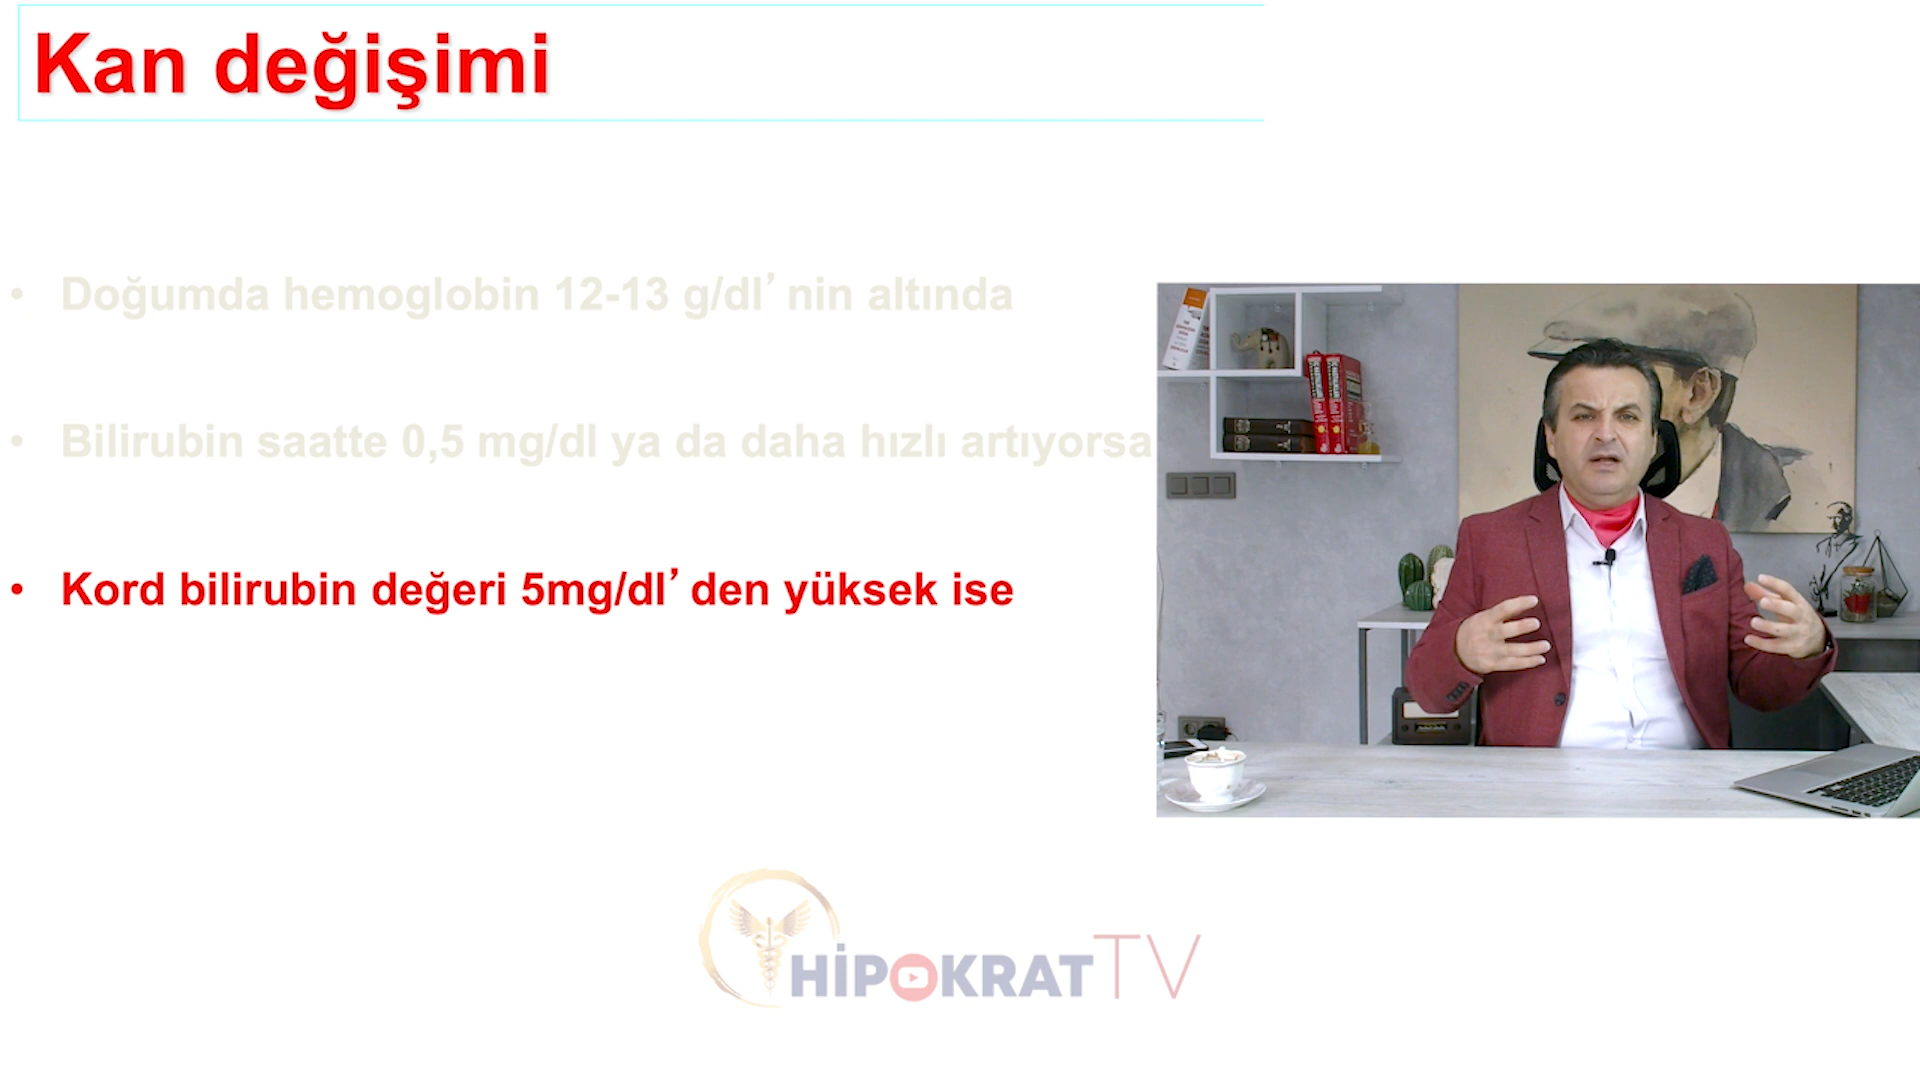 Kan değişimi
• Doğumda hemoglobin 12-13 g/dl’ nin altında
• Bilirubin saatte 0,5 mg/dl ya da daha hızlı artıyorsa
• Kord bilirubin değeri 5mg/dl’ den yüksek ise
HİPOKRAT TV